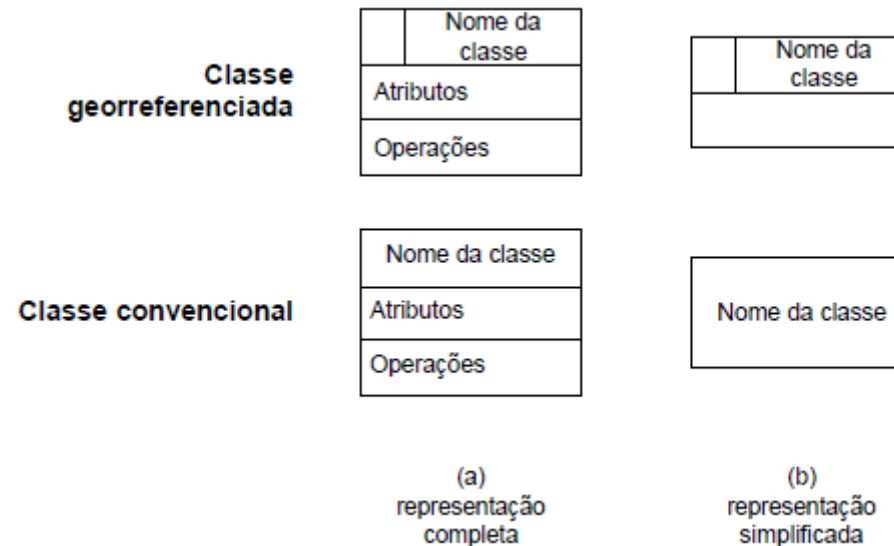 Classe
georreferenciada
Nome da
classe
Atributos
Operações
Nome da
classe
Classe convencional
Nome da classe
Atributos
Operações
Nome da classe
(a)
representação
completa
(b)
representação
simplificada